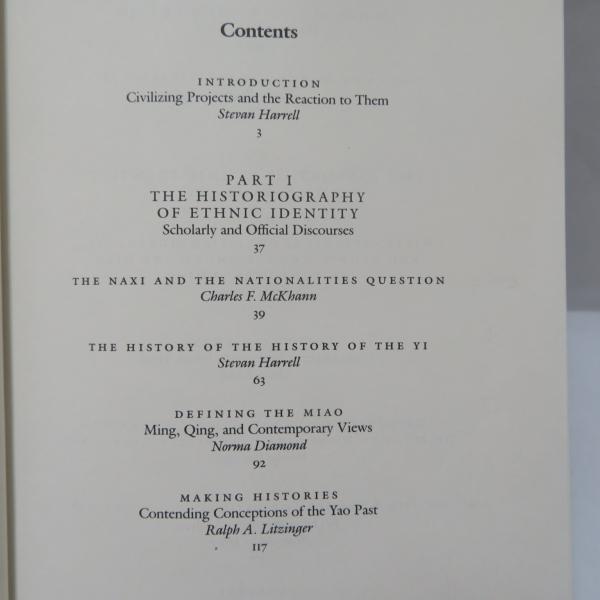 Contents
INTRODUCTION
Civilizing Projects and the Reaction to Them
Stevan Harrell
3
PART I
THE HISTORIOGRAPHY
OF ETHNIC IDENTITY
Scholarly and Official Discourses
37
THE NAXI AND THE NATIONALITIES QUESTION
Charles F. McKhann
39
THE HISTORY OF THE HISTORY OF THE YI
Stevan Harrell
63
DEFINING THE MIAO
Ming, Qing, and Contemporary Views
Norma Diamond
92
MAKING HISTORIES
Contending Conceptions of the Yao Past
Ralph A. Litzinger
117